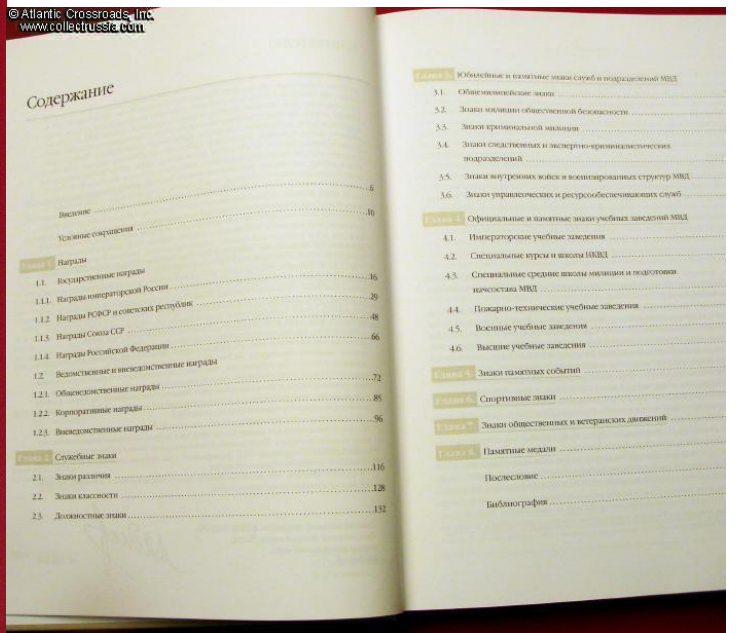 © Atlantic Crossroads, Inc.
www.collectrussia.com
Содержание
Введение 6
Условные сокращения 10
Глава 1. Награды
1.1. Государственные награды
1.1.1. Награды императорской России 16
1.1.2. Награды РСФСР и советских республик 29
1.1.3. Награды Союза ССР 48
1.1.4. Награды Российской Федерации 66
1.2. Ведомственные и вневедомственные награды
1.2.1. Общеведомственные награды 72
1.2.2. Корпоративные награды 85
1.2.3. Вневедомственные награды 96
Глава 2. Служебные знаки
2.1. Знаки различия 116
2.2. Знаки классности 128
2.3. Должностные знаки 132
Глава 3. Юбилейные и памятные знаки служб и подразделений МВД
3.1. Общемилицейские знаки
3.2. Знаки милиции общественной безопасности
3.3. Знаки криминальной милиции
3.4. Знаки следственных и экспертно-криминалистических
подразделений
3.5. Знаки внутренних войск и военизированных структур МВД
3.6. Знаки управленческих и ресурсообеспечивающих служб
Глава 4. Официальные и памятные знаки учебных заведений МВД
4.1. Императорские учебные заведения
4.2. Специальные курсы и школы НКВД
4.3. Специальные средние школы милиции и подготовки
начсостава МВД
4.4. Пожарно-технические учебные заведения
4.5. Военные учебные заведения
4.6. Высшие учебные заведения
Глава 5. Знаки памятных событий
Глава 6. Спортивные знаки
Глава 7. Знаки общественных и ветеранских движений
Глава 8. Памятные медали
Послесловие
Библиография